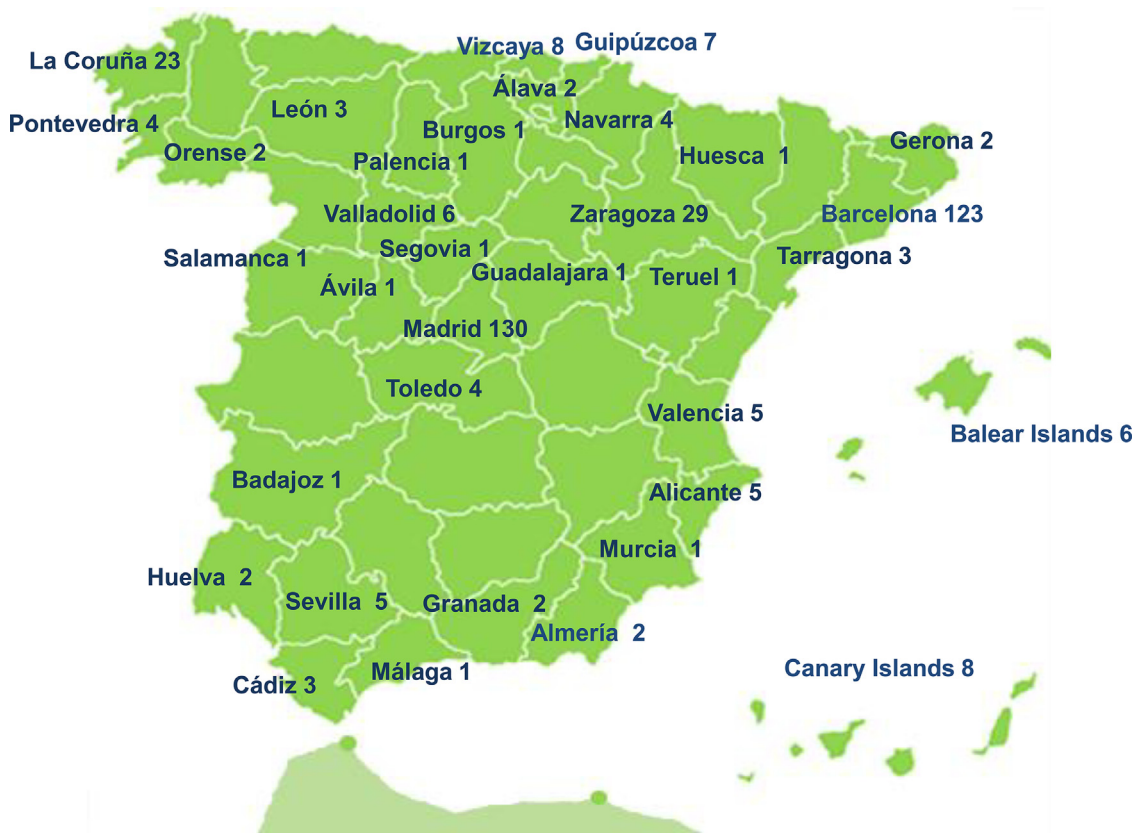 Vizcaya 8
Guipúzcoa 7
La Coruña 23
Álava 2
León 3
Pontevedra 4
Navarra 4
Burgos 1
Gerona 2
Orense 2
Huesca 1
Palencia 1
Valladolid 6
Zaragoza 29
Barcelona 123
Segovia 1
Salamanca 1
Tarragona 3
Guadalajara 1
Teruel 1
Ávila 1
Madrid 130
Toledo 4
Valencia 5
Balear Islands 6
Badajoz 1
Alicante 5
Murcia 1
Huelva 2
Sevilla 5
Granada 2
Almería 2
Canary Islands 8
Málaga 1
Cádiz 3